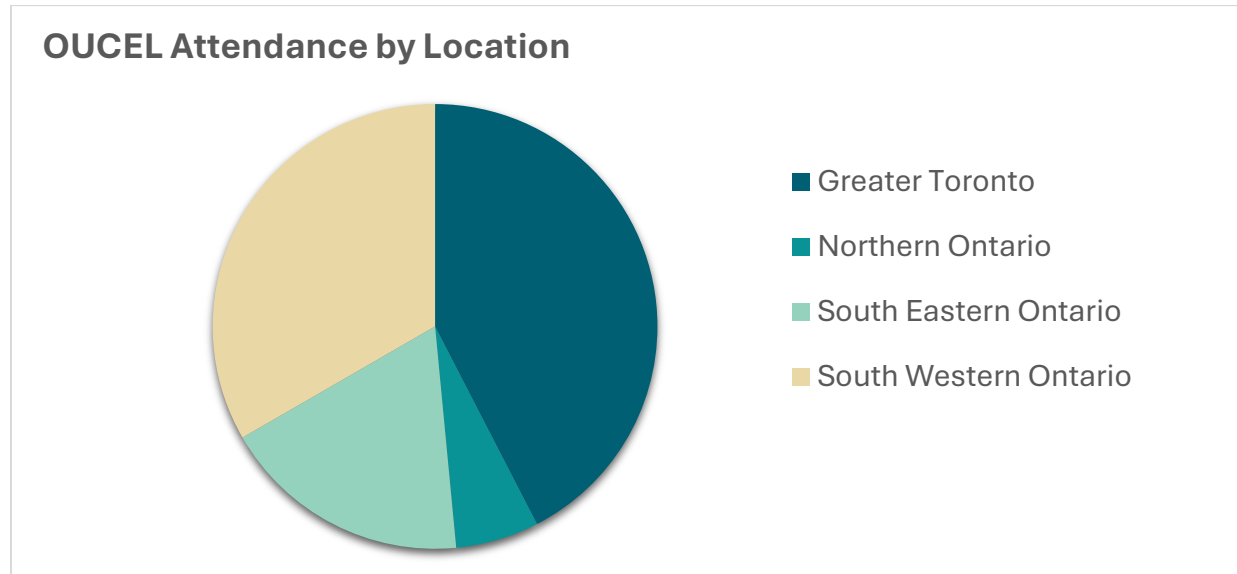 OUCEL Attendance by Location
Greater Toronto
Northern Ontario
South Eastern Ontario
South Western Ontario